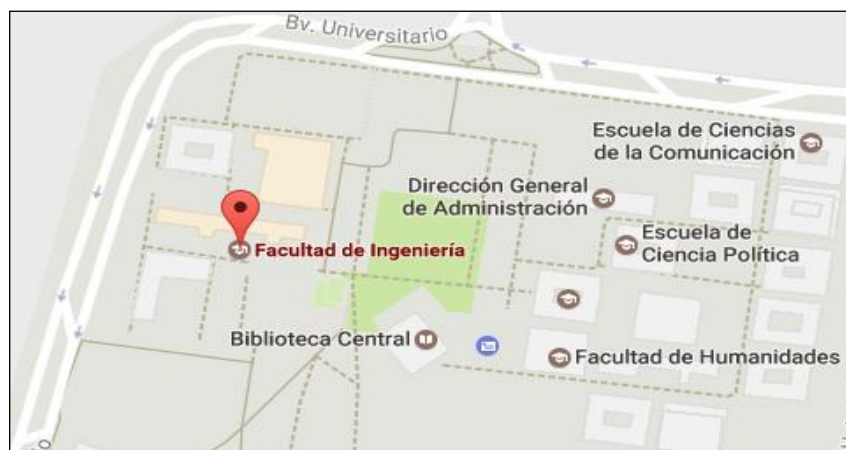 Bv. Universitario
Escuela de Ciencias
de la Comunicación
Dirección General
de Administración
Escuela de
Ciencia Política
Facultad de Ingeniería
Biblioteca Central
Facultad de Humanidades